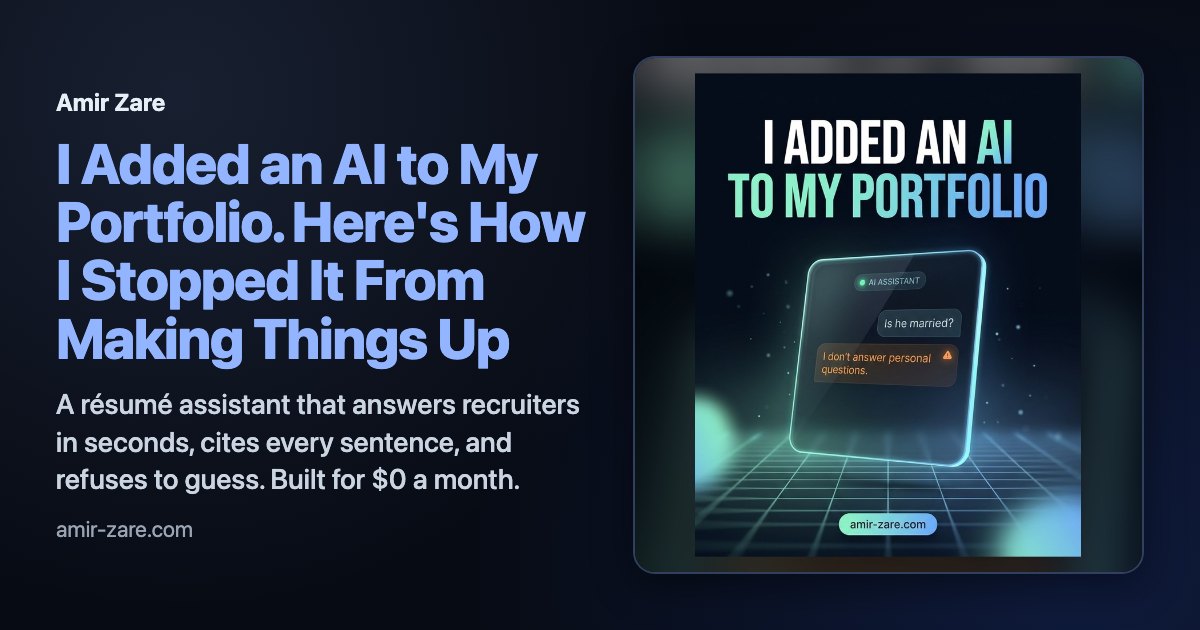 Amir Zare
I Added an AI to My
Portfolio. Here's How
I Stopped It From
Making Things Up
A résumé assistant that answers recruiters
in seconds, cites every sentence, and
refuses to guess. Built for $0 a month.
amir-zare.com
I ADDED AN AI
TO MY PORTFOLIO
AI ASSISTANT
Is he married?
I don't answer personal
questions.
amir-zare.com